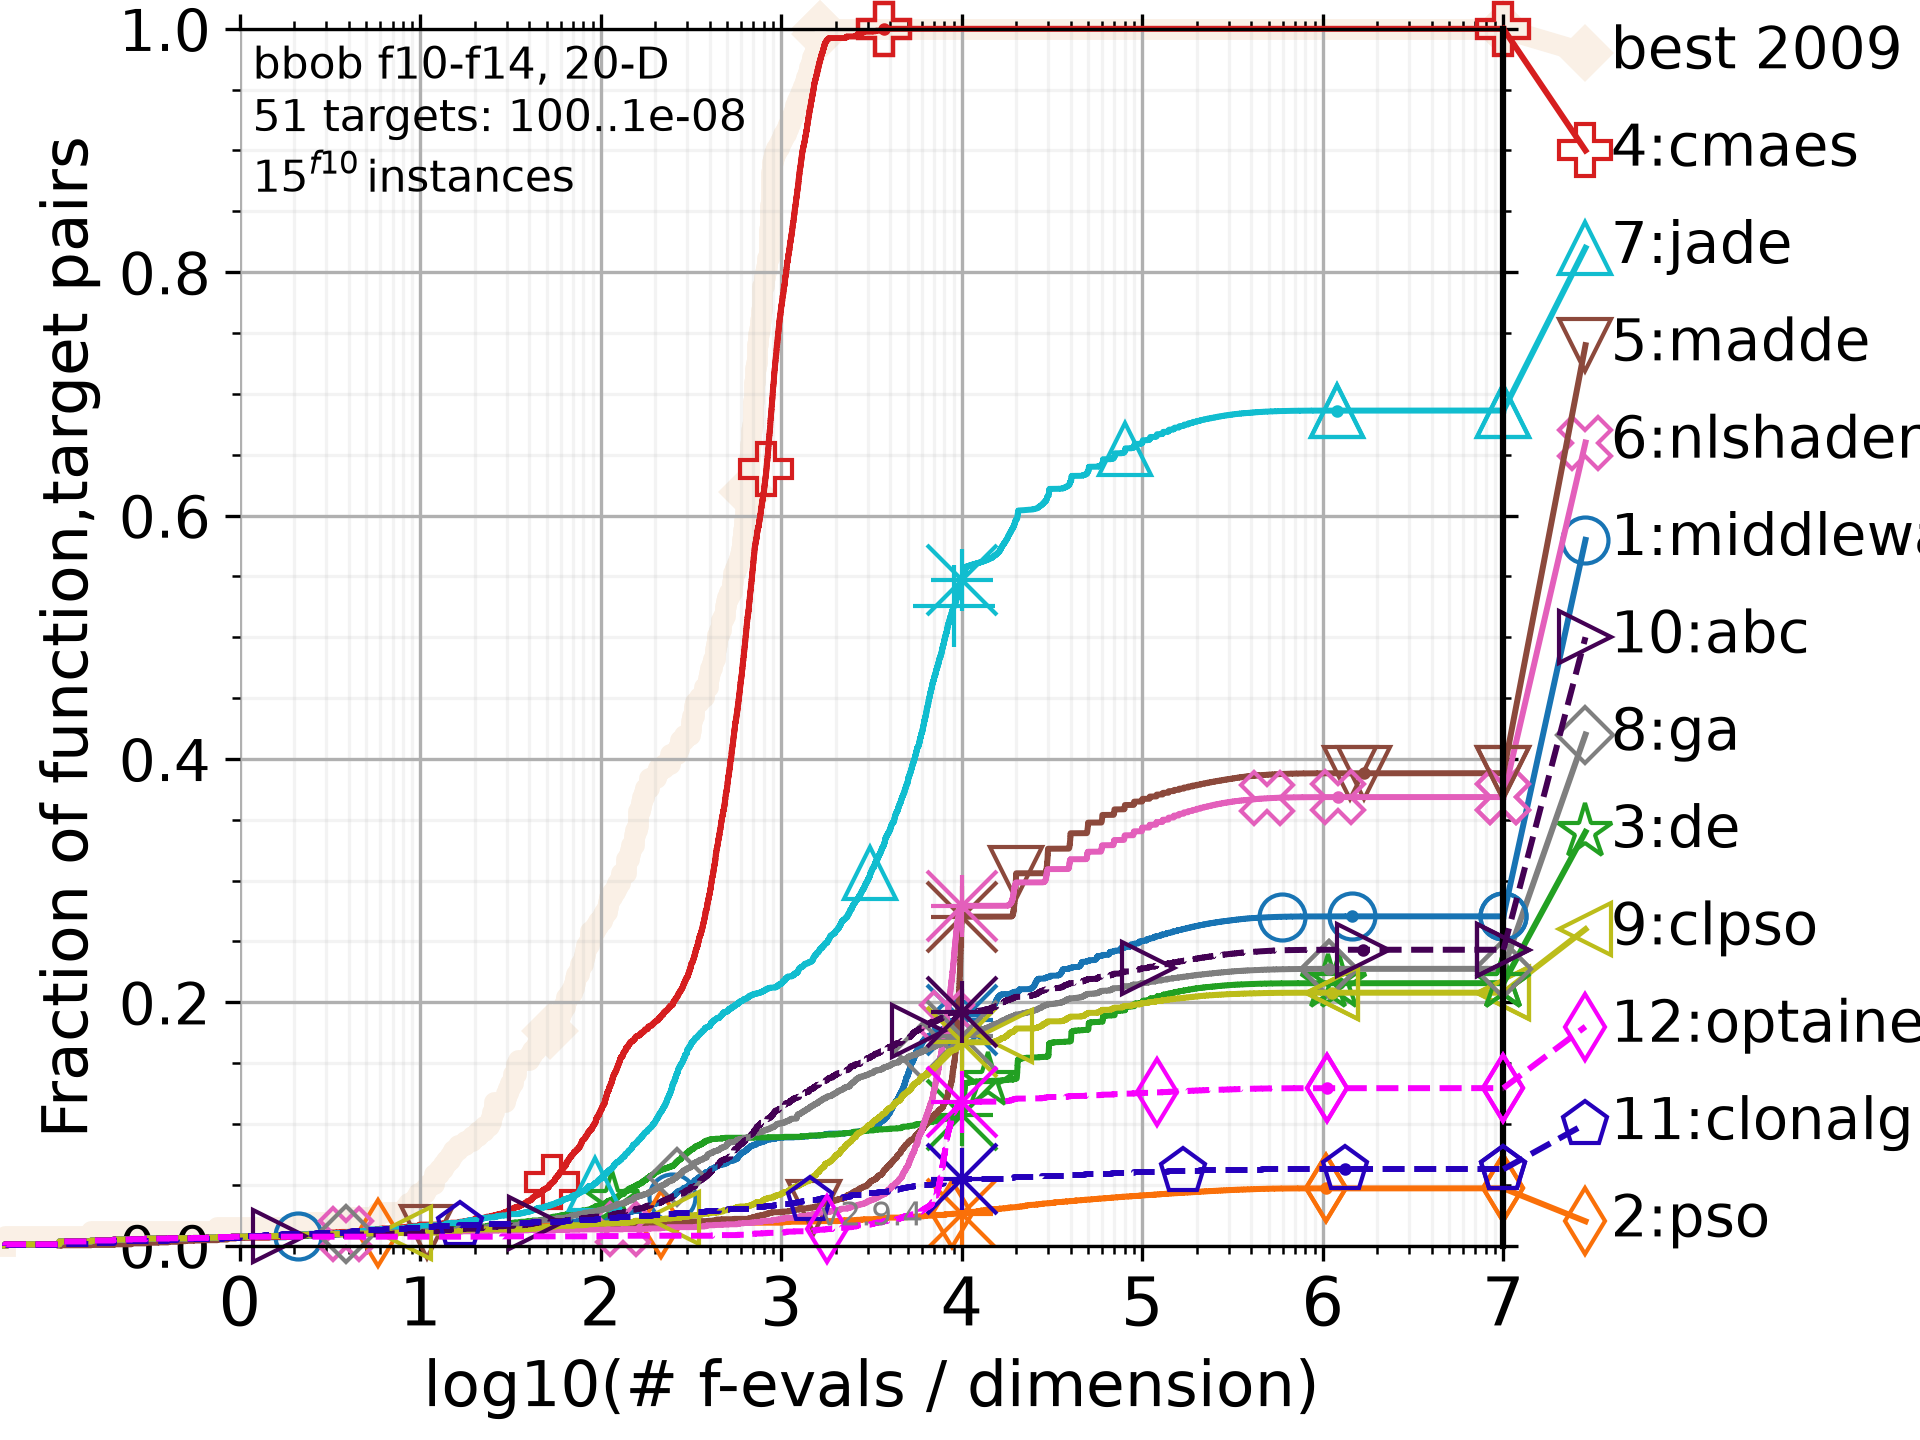 1.0
0.8
0.6
0.4
0.2
0.0
Fraction of function,target pairs
bbob f10-f14, 20-D
51 targets: 100..1e-08
15f10 instances
0 1 2 3 4 5 6 7
log10(# f-evals / dimension)
best 2009
4:cmaes
7:jade
5:madde
6:nlshader
1:middlewa
10:abc
8:ga
3:de
9:clpso
12:optaine
11:clonalg
2:pso